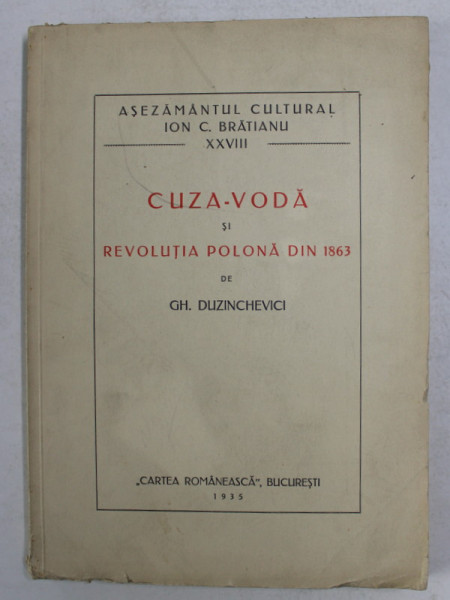 AȘEZĂMÂNTUL CULTURAL
ION C. BRĂTIANU
XXVIII
CUZA-VODĂ
ȘI
REVOLUȚIA POLONĂ DIN 1863
DE
GH. DUZINCHEVICI
„CARTEA ROMÂNEASCĂ“, BUCUREȘTI
1935